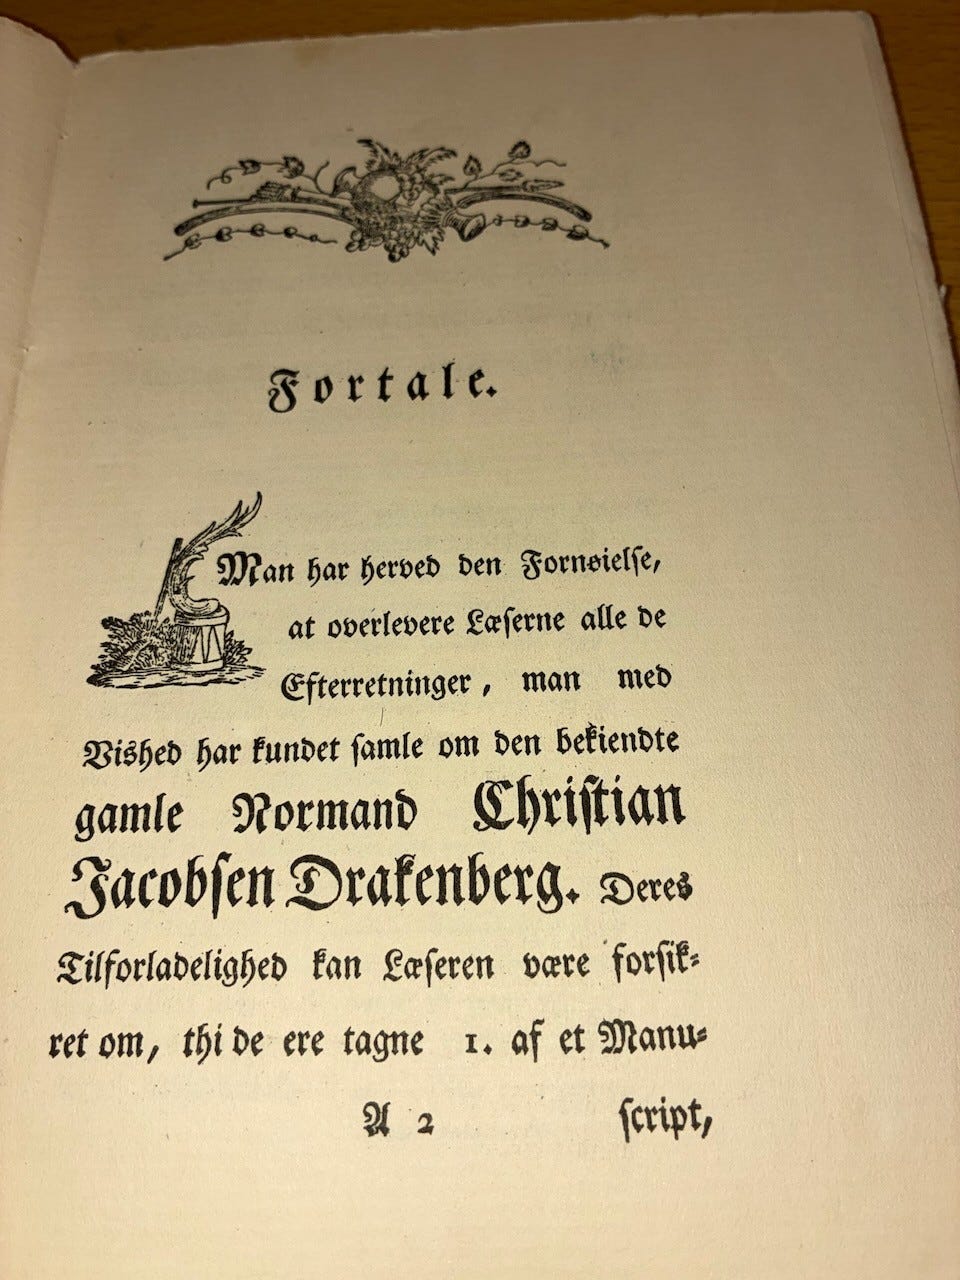 Fortale.
Man har herved den Fornøielse,
at overlevere Læſerne alle de
Efterretninger, man med
Vished har kundet ſamle om den bekiendte
gamle Normand Chriſtian
Jacobſen Drakenberg. Deres
Tilforladelighed kan Læſeren være forſik⸗
ret om, thi de ere tagne 1. af et Manu⸗
A 2 ſcript,